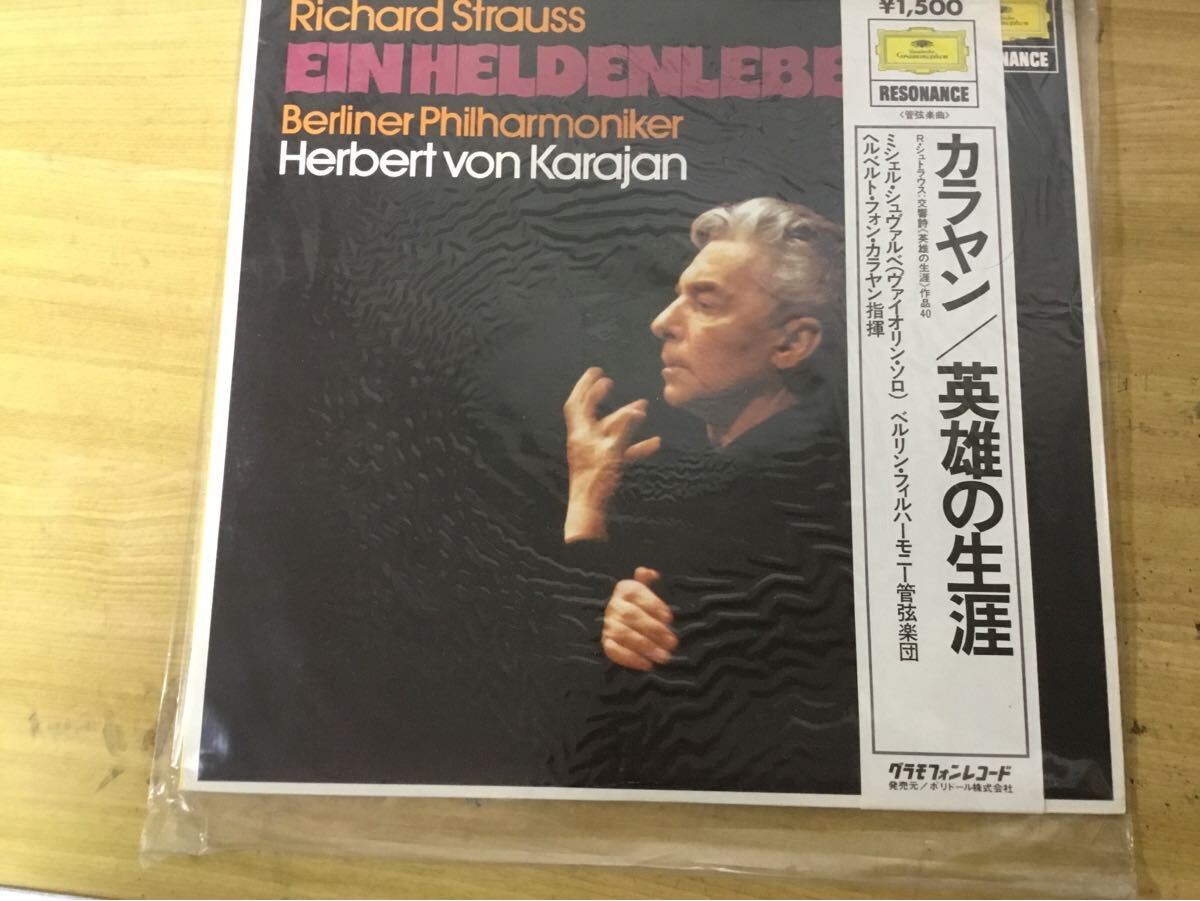 Richard Strauss
EIN HELDENLEBE
Berliner Philharmoniker
Herbert von Karajan
¥1,500
Deutsche
Grammophon
RESONANCE
〈管弦楽曲〉
カラヤン／英雄の生涯
R・シュトラウス：交響詩《英雄の生涯》作品40
ミシェル・シュヴァルベ(ヴァイオリン・ソロ) ベルリン・フィルハーモニー管弦楽団
ヘルベルト・フォン・カラヤン指揮
グラモフォンレコード
発売元／ポリドール株式会社
NANCE